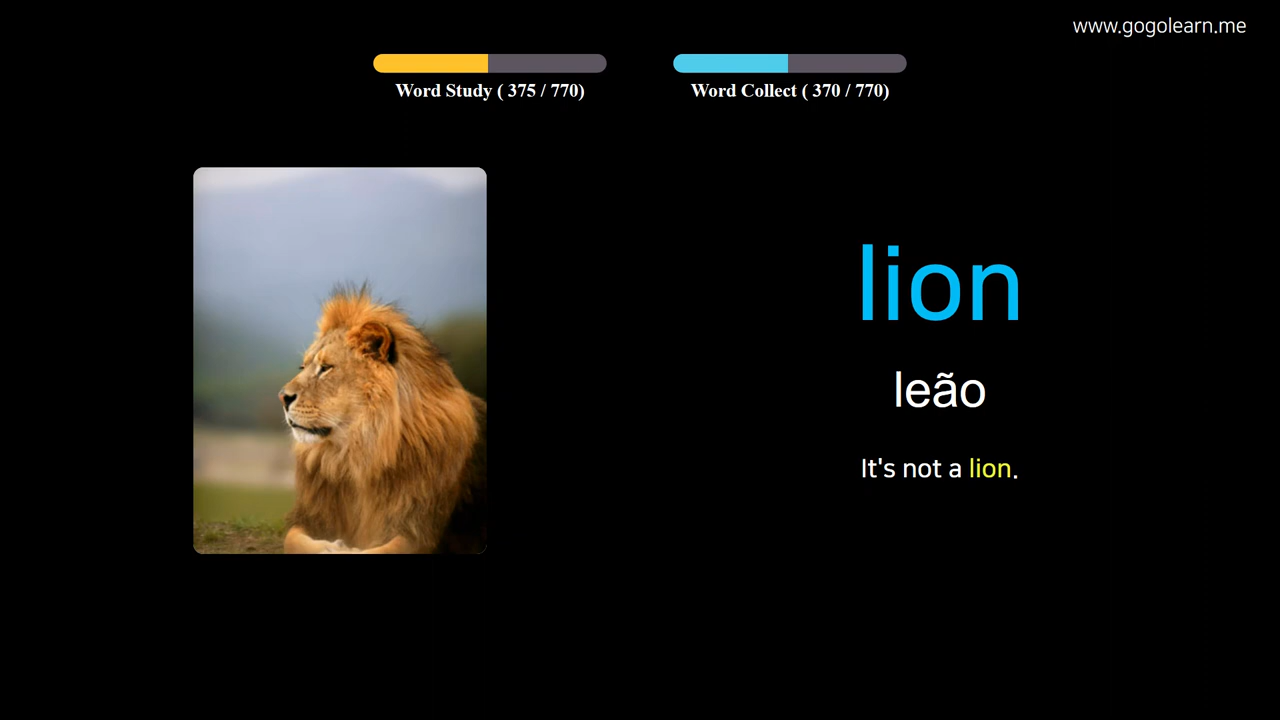 www.gogolearn.me
Word Study ( 375 / 770)
Word Collect ( 370 / 770)
lion
leão
It's not a lion.